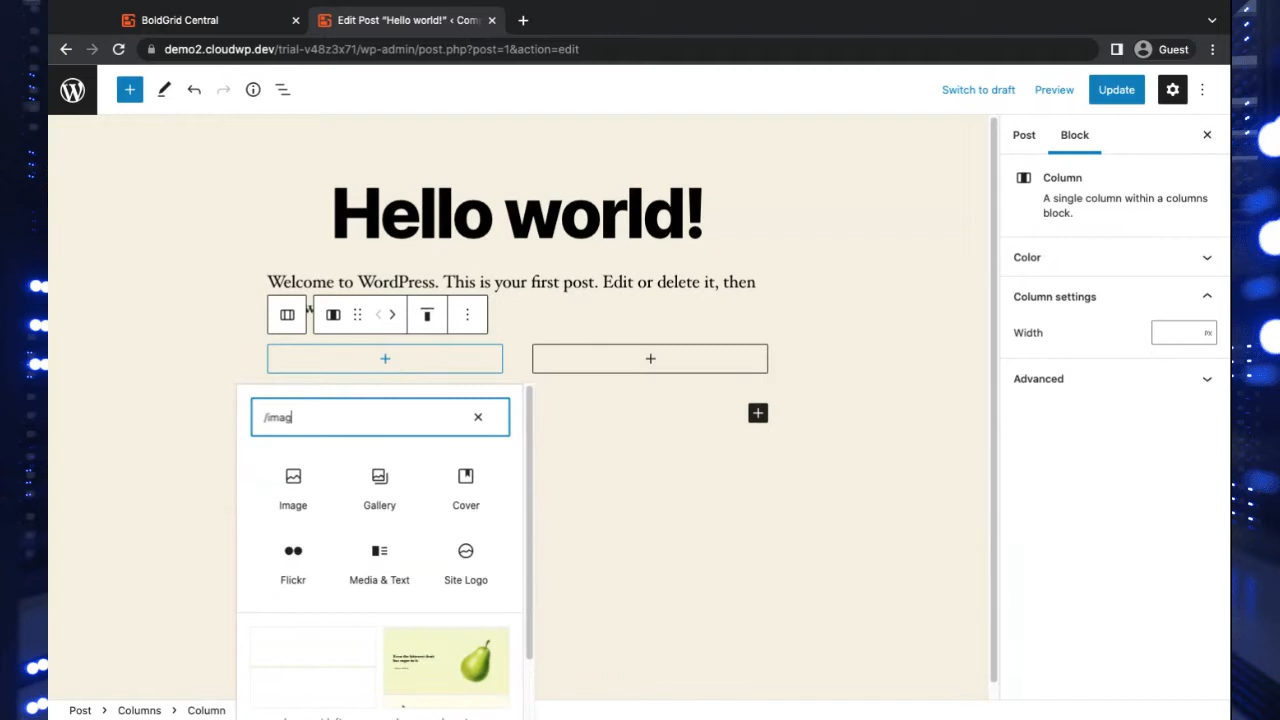 BoldGrid Central
Edit Post “Hello world!” ‹ Com
demo2.cloudwp.dev/trial-v48z3x71/wp-admin/post.php?post=1&action=edit
Guest
Switch to draft
Preview
Update
Post
Block
Column
A single column within a columns
block.
Color
Column settings
Width
PX
Advanced
Hello world!
Welcome to WordPress. This is your first post. Edit or delete it, then
/imag
Image
Gallery
Cover
Flickr
Media & Text
Site Logo
Post
Columns
Column